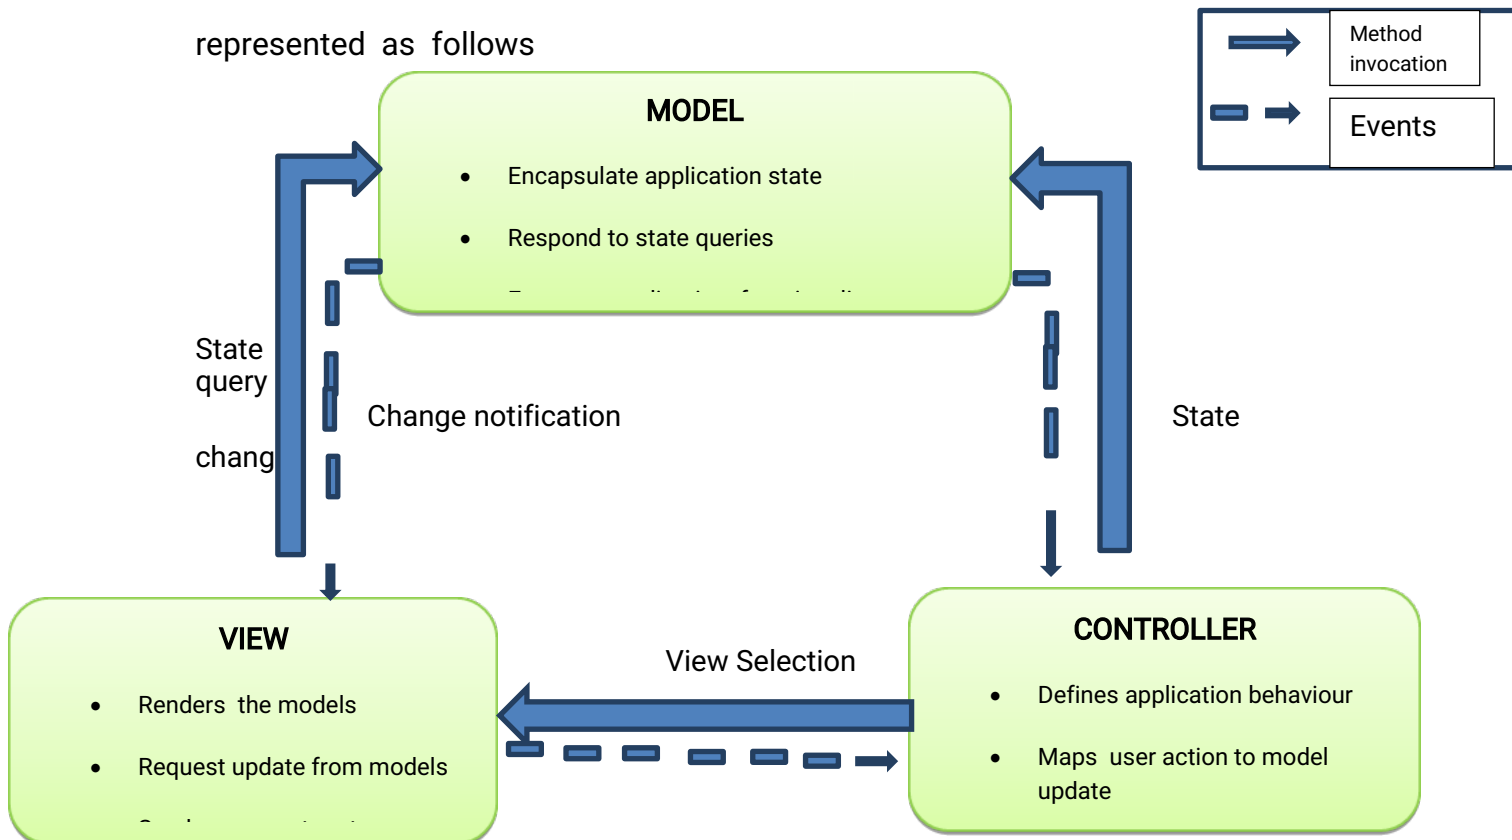 represented as follows
Method
invocation
Events
MODEL
• Encapsulate application state
• Respond to state queries
State
query
Change notification
State
chang
VIEW
• Renders the models
• Request update from models
View Selection
CONTROLLER
• Defines application behaviour
• Maps user action to model
update